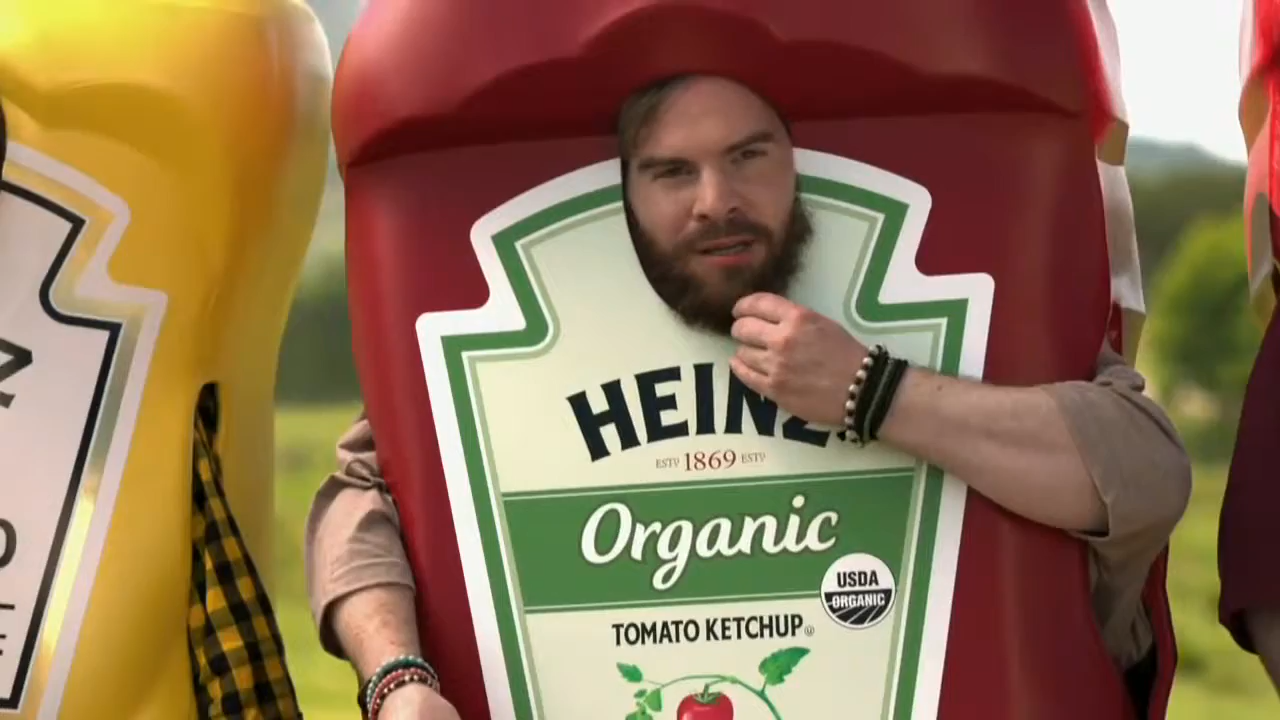 HEINZ
ESTD 1869 ESTD
Organic
USDA
ORGANIC
TOMATO KETCHUP